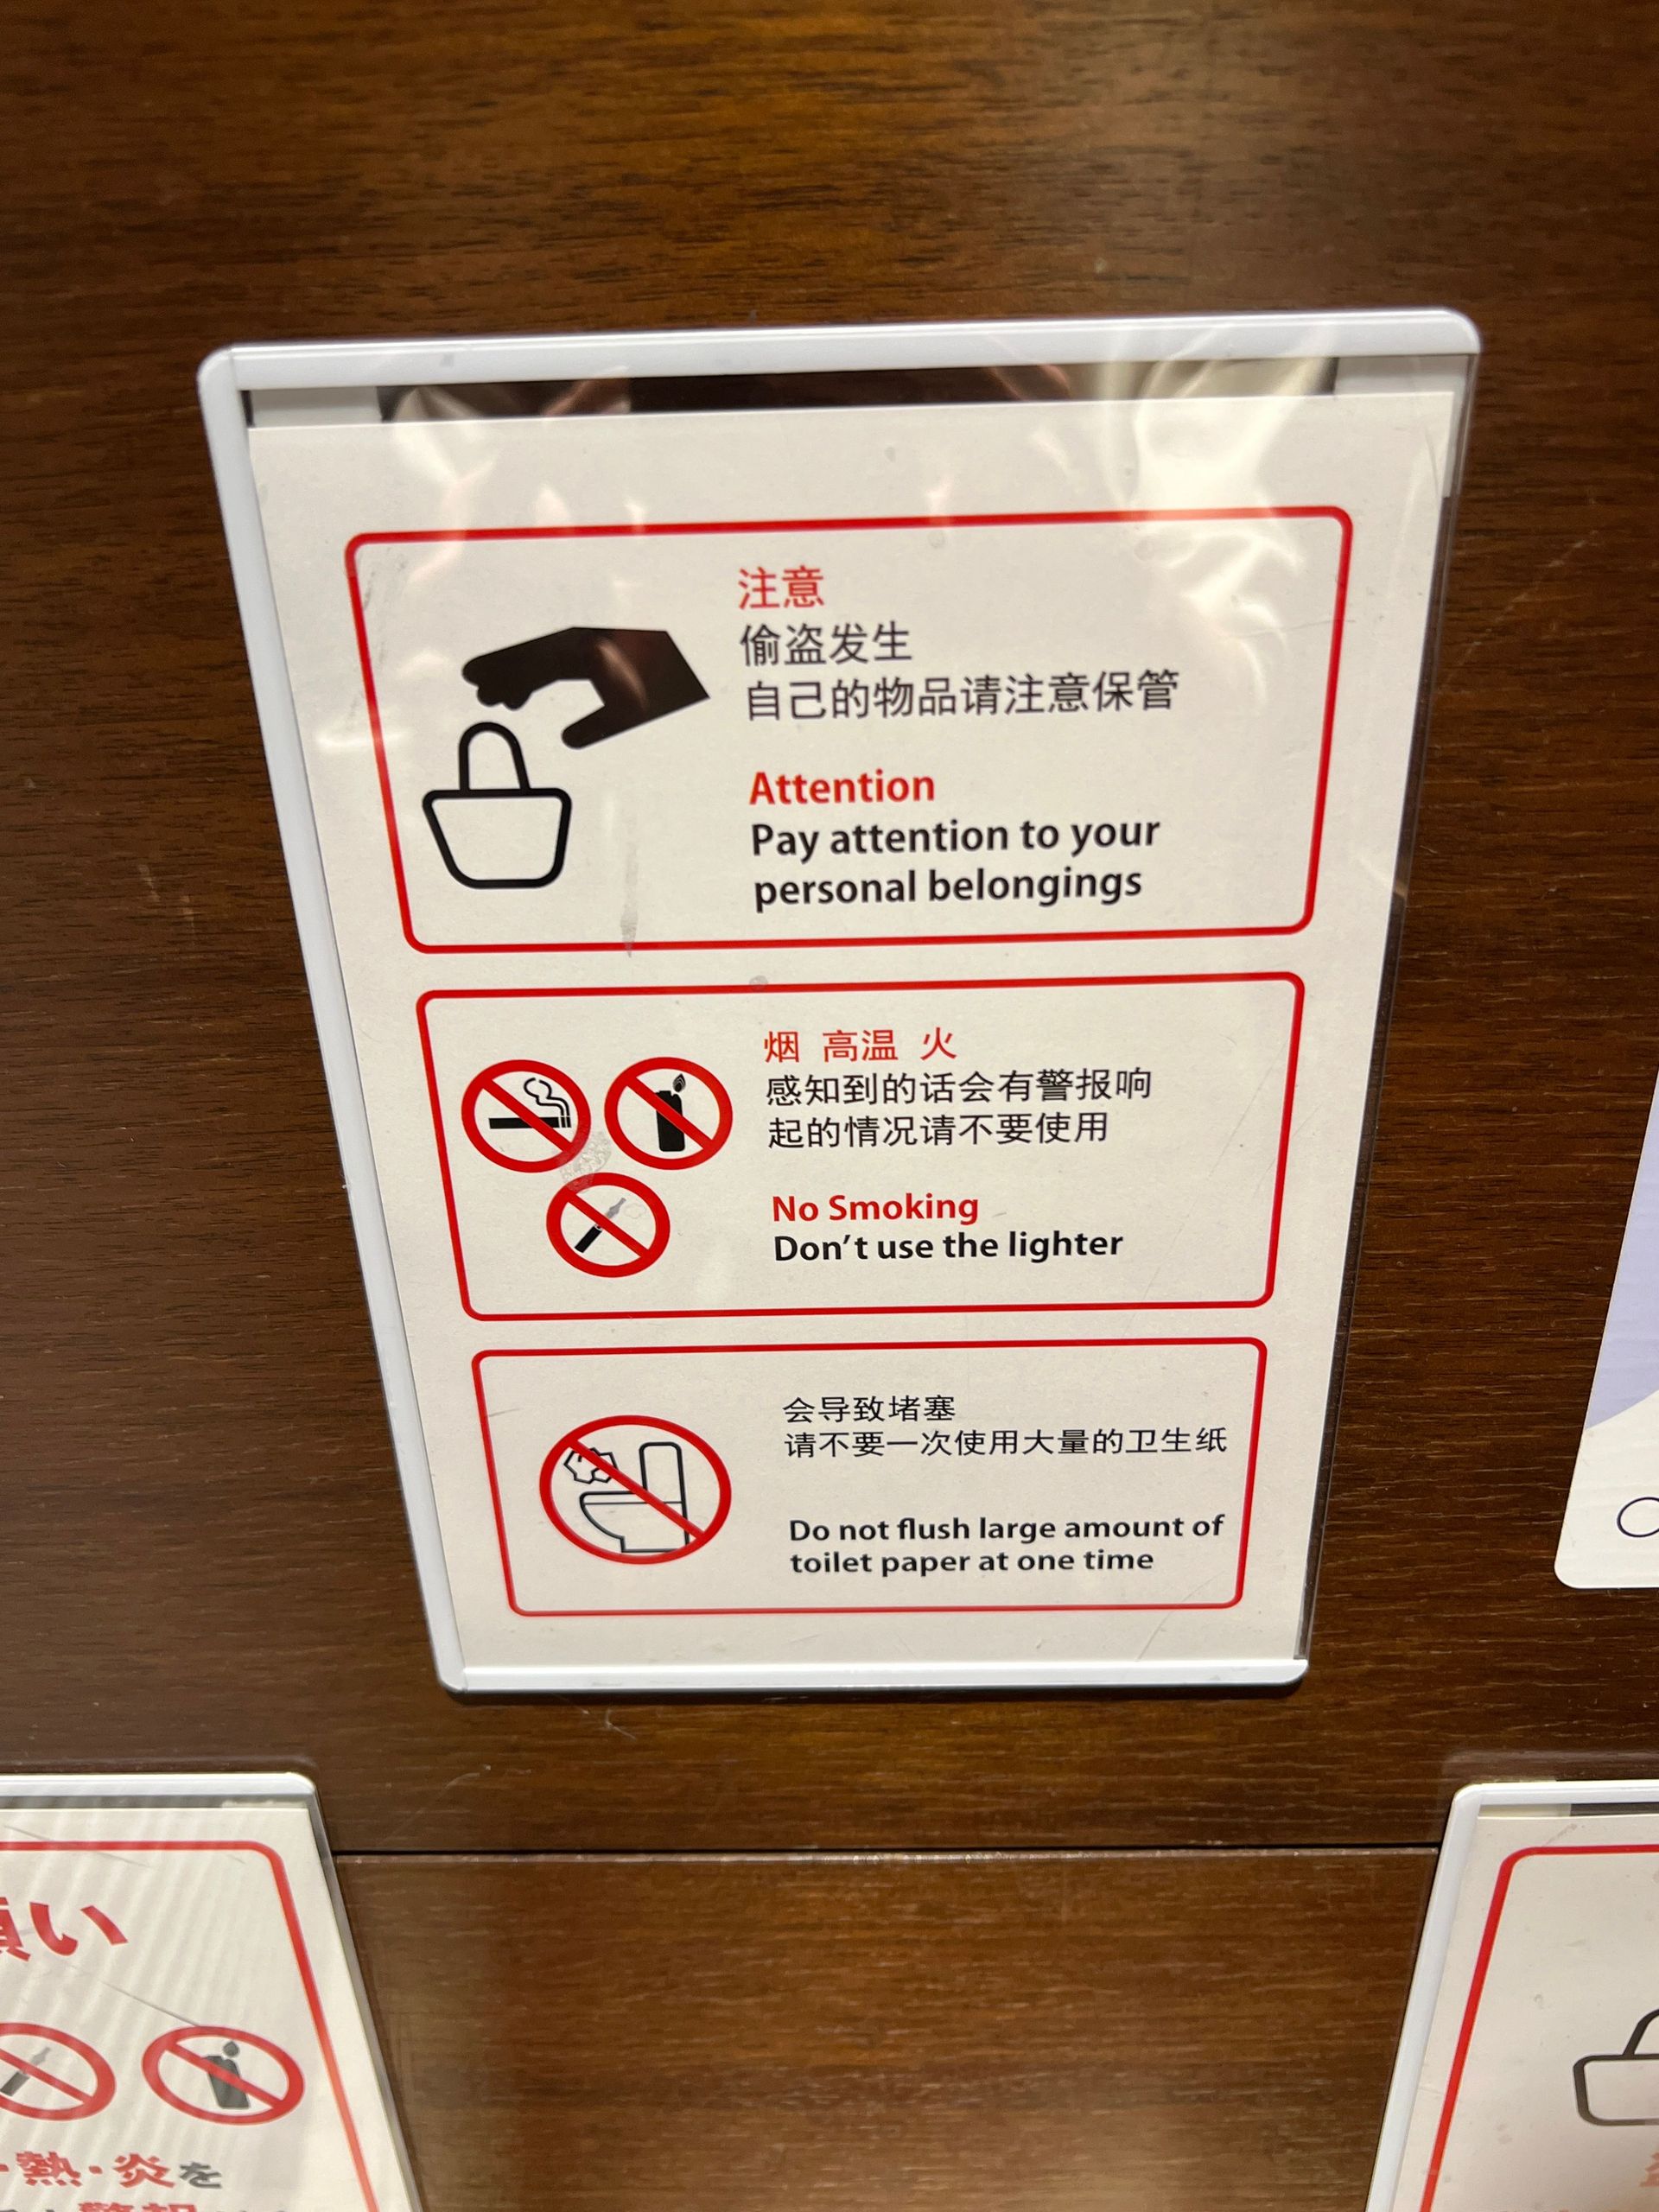 注意
偷盗发生
自己的物品请注意保管
Attention
Pay attention to your
personal belongings
烟 高温 火
感知到的话会有警报响
起的情况请不要使用
No Smoking
Don't use the lighter
会导致堵塞
请不要一次使用大量的卫生纸
Do not flush large amount of
toilet paper at one time
い
・熱・炎を